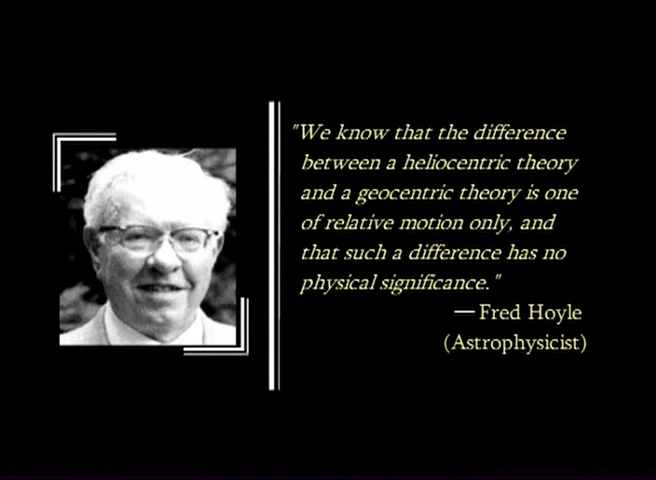 "We know that the difference
between a heliocentric theory
and a geocentric theory is one
of relative motion only, and
that such a difference has no
physical significance."
— Fred Hoyle
(Astrophysicist)